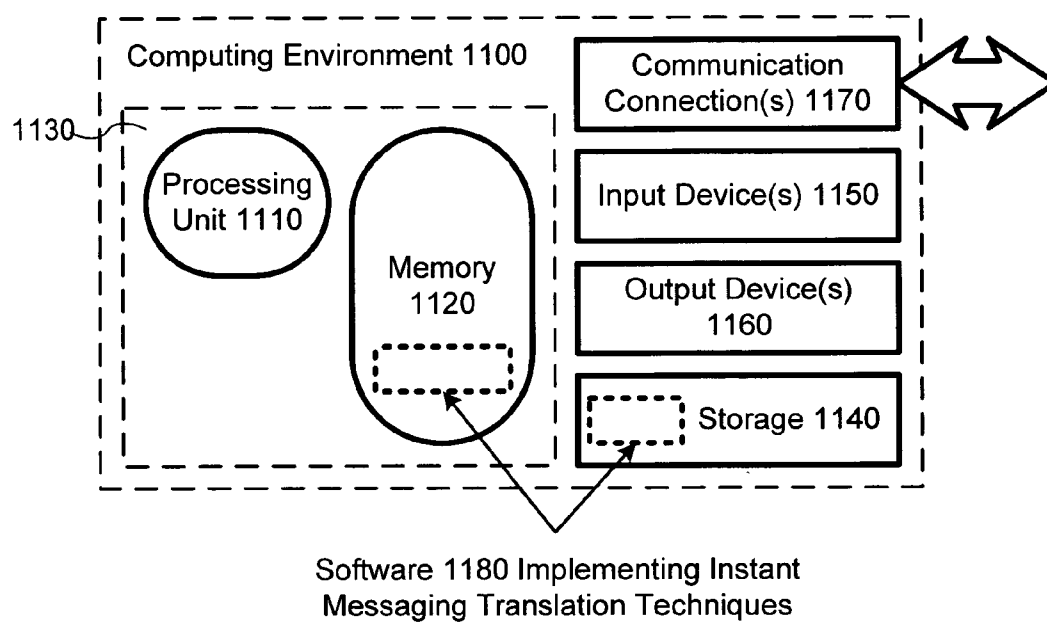 Computing Environment 1100
1130
Processing
Unit 1110
Memory
1120
Communication
Connection(s) 1170
Input Device(s) 1150
Output Device(s)
1160
Storage 1140
Software 1180 Implementing Instant
Messaging Translation Techniques